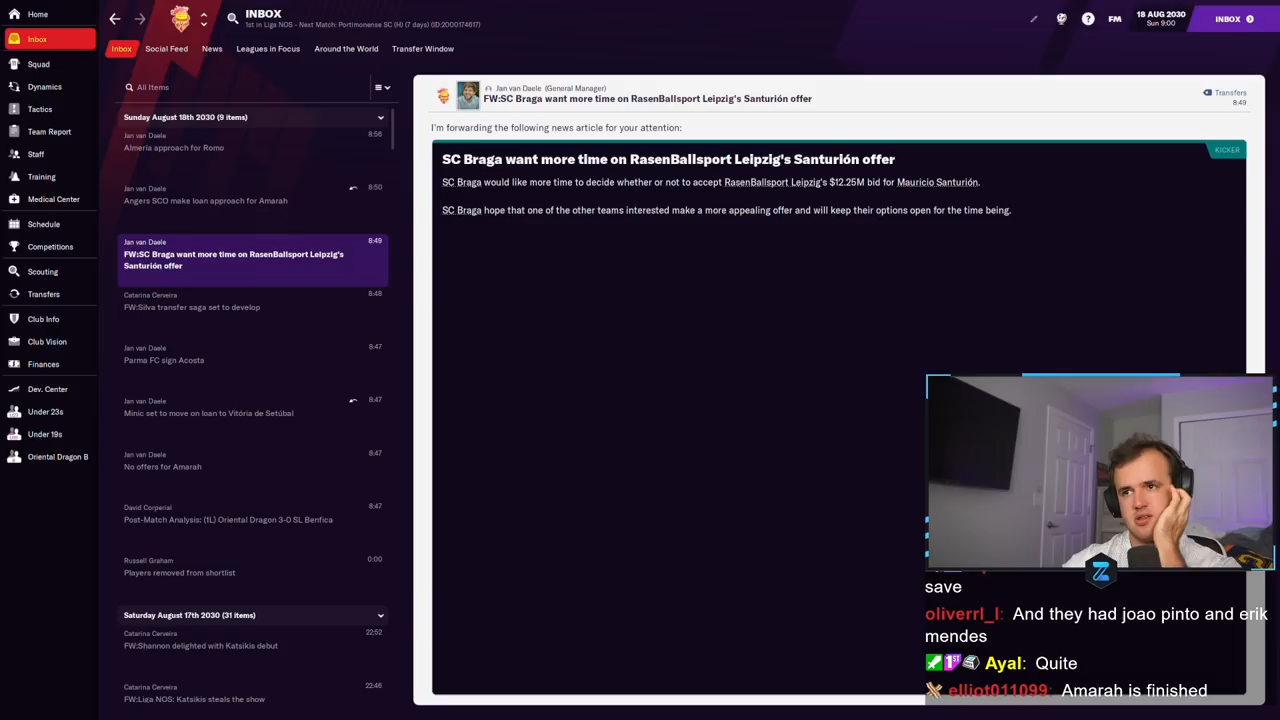 Home
Inbox
Squad
Dynamics
Tactics
Team Report
Staff
Training
Medical Center
Schedule
Competitions
Scouting
Transfers
Club Info
Club Vision
Finances
Dev. Center
Under 23s
Under 19s
Oriental Dragon B
INBOX
1st in Liga NOS - Next Match: Portimonense SC (H) (7 days) (ID:2000174617)
FM
18 AUG 2030
Sun 9:00
INBOX
Inbox
Social Feed
News
Leagues in Focus
Around the World
Transfer Window
All Items
Sunday August 18th 2030 (9 items)
Jan van Daele
8:56
Almería approach for Romo
Jan van Daele
8:50
Angers SCO make loan approach for Amarah
Jan van Daele
8:49
FW:SC Braga want more time on RasenBallsport Leipzig's
Santurión offer
Catarina Cerveira
8:48
FW:Silva transfer saga set to develop
Jan van Daele
8:47
Parma FC sign Acosta
Jan van Daele
8:47
Minic set to move on loan to Vitória de Setúbal
Jan van Daele
8:47
No offers for Amarah
David Corperial
8:47
Post-Match Analysis: (1L) Oriental Dragon 3-0 SL Benfica
Russell Graham
0:00
Players removed from shortlist
Saturday August 17th 2030 (31 items)
Catarina Cerveira
22:52
FW:Shannon delighted with Katsikis debut
Catarina Cerveira
22:46
FW:Liga NOS: Katsikis steals the show
Jan van Daele (General Manager)
FW:SC Braga want more time on RasenBallsport Leipzig's Santurión offer
Transfers
8:49
I'm forwarding the following news article for your attention:
SC Braga want more time on RasenBallsport Leipzig's Santurión offer
KICKER
SC Braga would like more time to decide whether or not to accept RasenBallsport Leipzig's $12.25M bid for Mauricio Santurión.
SC Braga hope that one of the other teams interested make a more appealing offer and will keep their options open for the time being.
save
oliverrl_l: And they had joao pinto and erik
mendes
1ST Ayal: Quite
elliot011099: Amarah is finished